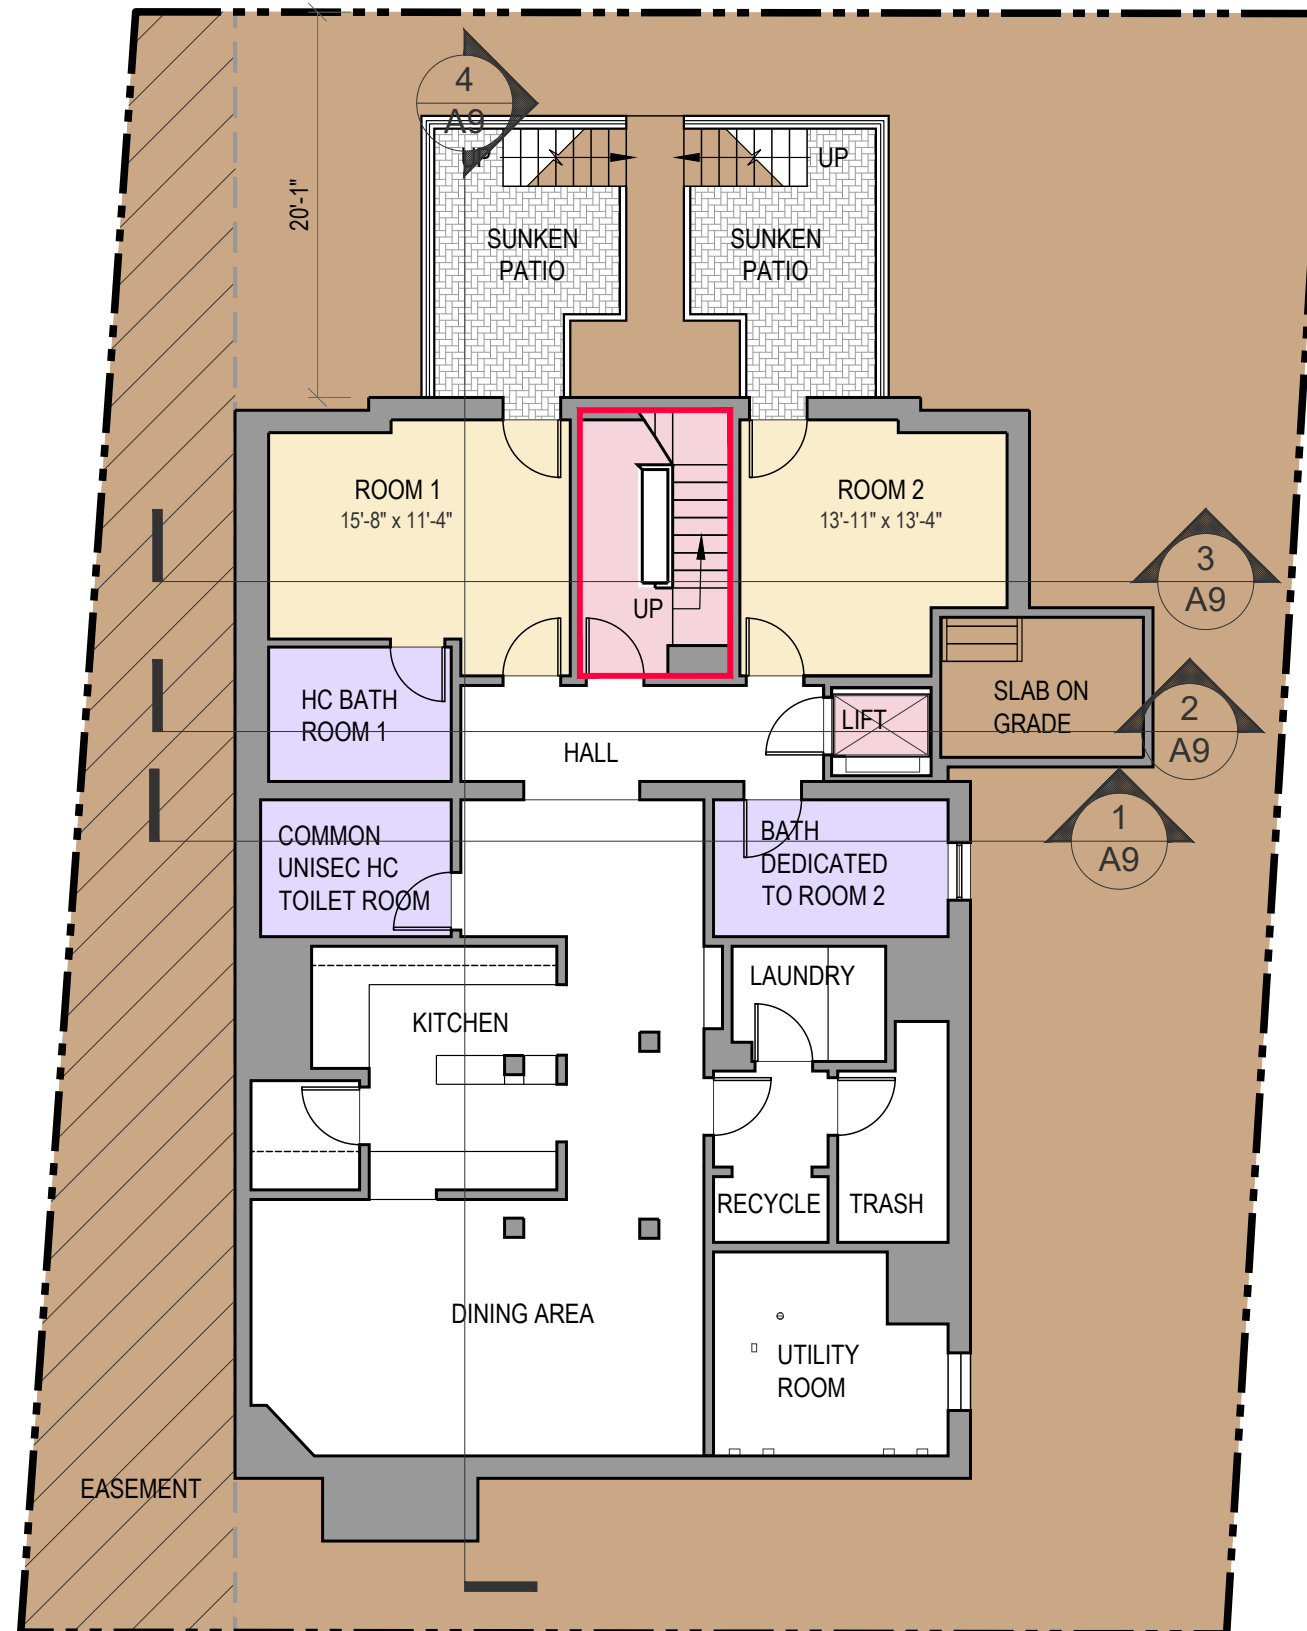 4
A9
UP
UP
20'-1"
SUNKEN
PATIO
SUNKEN
PATIO
ROOM 1
15'-8" x 11'-4"
ROOM 2
13'-11" x 13'-4"
3
A9
UP
HC BATH
ROOM 1
LIFT
SLAB ON
GRADE
2
A9
HALL
1
A9
COMMON
UNISEC HC
TOILET ROOM
BATH
DEDICATED
TO ROOM 2
LAUNDRY
KITCHEN
RECYCLE
TRASH
DINING AREA
UTILITY
ROOM
EASEMENT